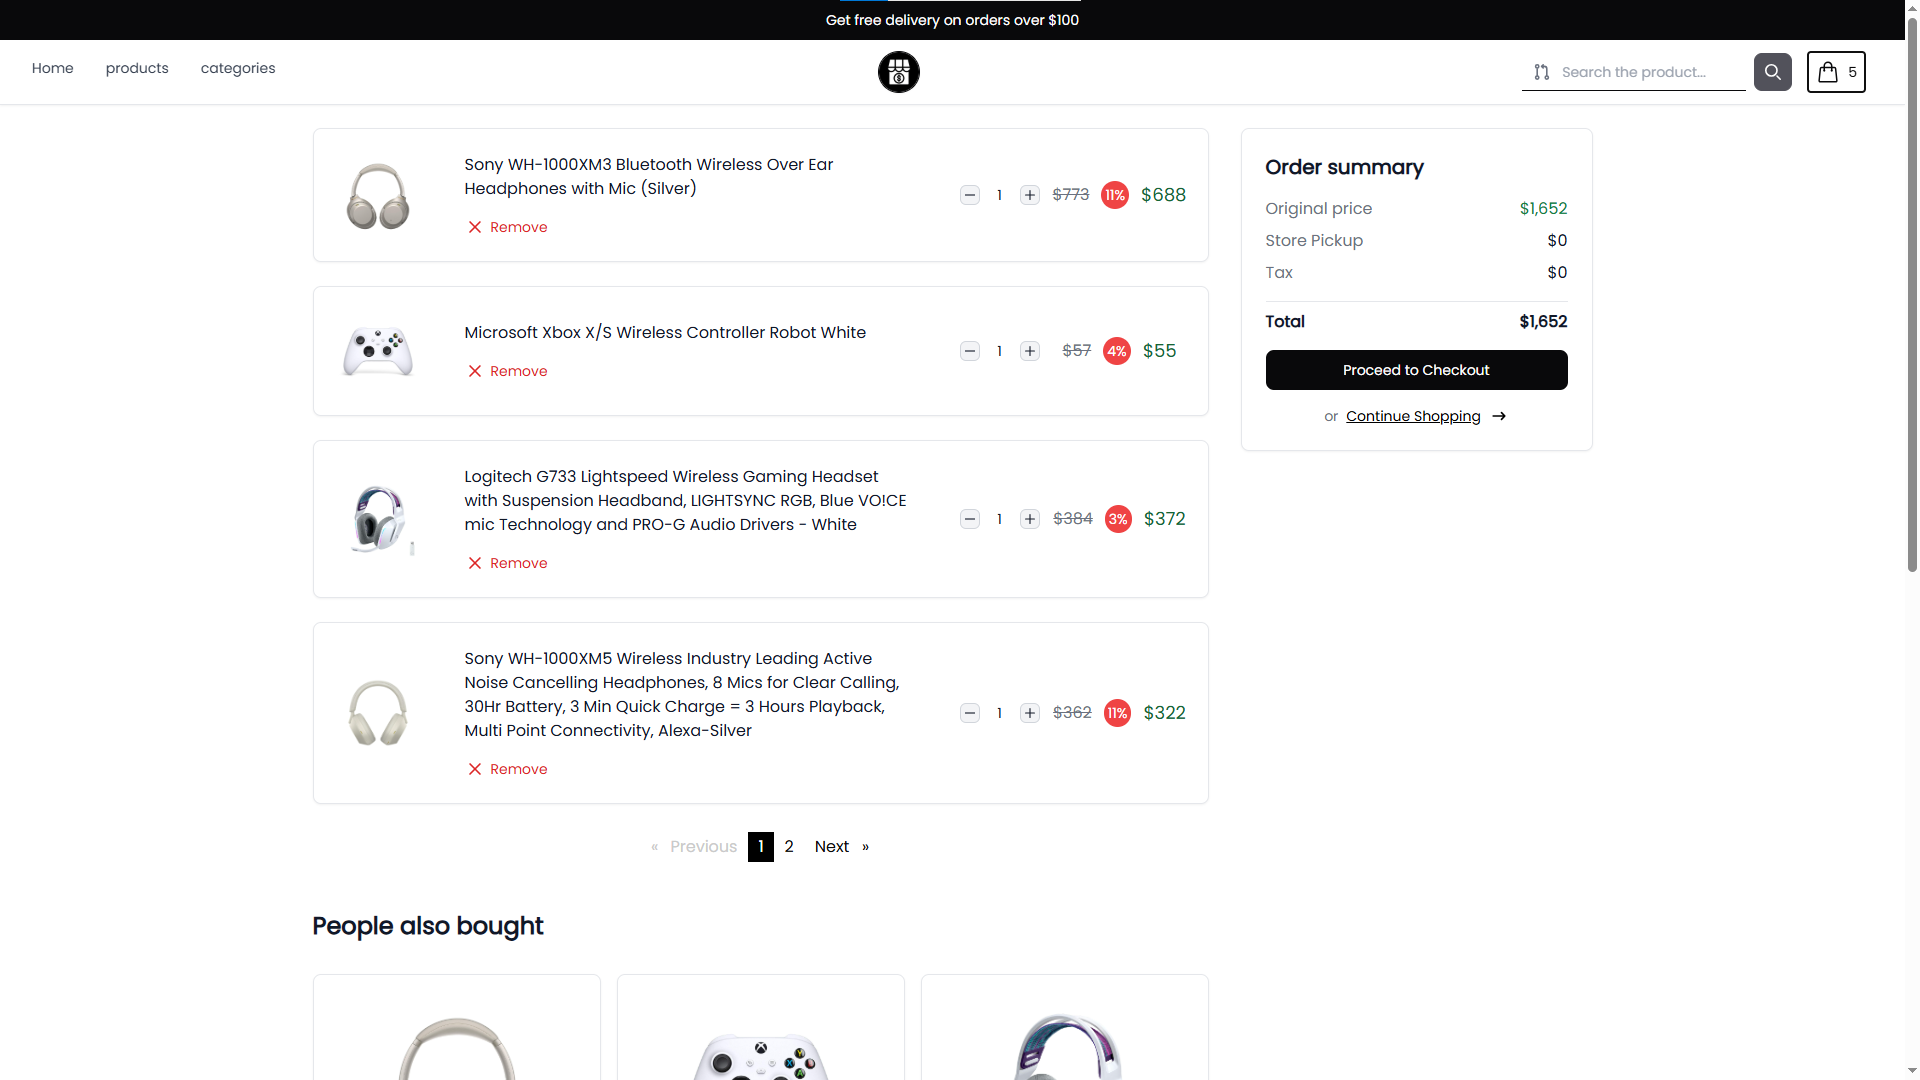 Get free delivery on orders over $100
Home products categories
Search the product...
5
Sony WH-1000XM3 Bluetooth Wireless Over Ear
Headphones with Mic (Silver)
Remove
1 $773 11% $688
Microsoft Xbox X/S Wireless Controller Robot White
Remove
1 $57 4% $55
Logitech G733 Lightspeed Wireless Gaming Headset
with Suspension Headband, LIGHTSYNC RGB, Blue VO!CE
mic Technology and PRO-G Audio Drivers - White
Remove
1 $384 3% $372
Sony WH-1000XM5 Wireless Industry Leading Active
Noise Cancelling Headphones, 8 Mics for Clear Calling,
30Hr Battery, 3 Min Quick Charge = 3 Hours Playback,
Multi Point Connectivity, Alexa-Silver
Remove
1 $362 11% $322
« Previous 1 2 Next »
Order summary
Original price $1,652
Store Pickup $0
Tax $0
Total $1,652
Proceed to Checkout
or Continue Shopping →
People also bought